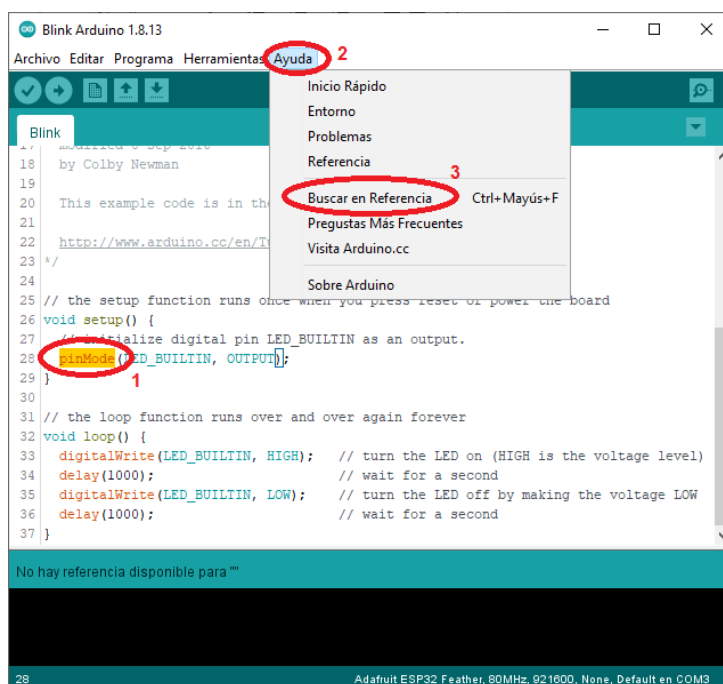 Blink Arduino 1.8.13
Archivo Editar Programa Herramientas Ayuda 2
Inicio Rápido
Entorno
Problemas
Referencia
3
Buscar en Referencia Ctrl+Mayús+F
Pregustas Más Frecuentes
Visita Arduino.cc
Sobre Arduino
Blink
18 by Colby Newman
19
20 This example code is in the
21
22 http://www.arduino.cc/en/Tu
23 */
24
25 // the setup function runs once when you press reset or power the board
26 void setup() {
27 // initialize digital pin LED_BUILTIN as an output.
28 pinMode(LED_BUILTIN, OUTPUT);
29 }
1
30
31 // the loop function runs over and over again forever
32 void loop() {
33 digitalWrite(LED_BUILTIN, HIGH); // turn the LED on (HIGH is the voltage level)
34 delay(1000); // wait for a second
35 digitalWrite(LED_BUILTIN, LOW); // turn the LED off by making the voltage LOW
36 delay(1000); // wait for a second
37 }
No hay referencia disponible para ""
28 Adafruit ESP32 Feather, 80MHz, 921600, None, Default en COM3